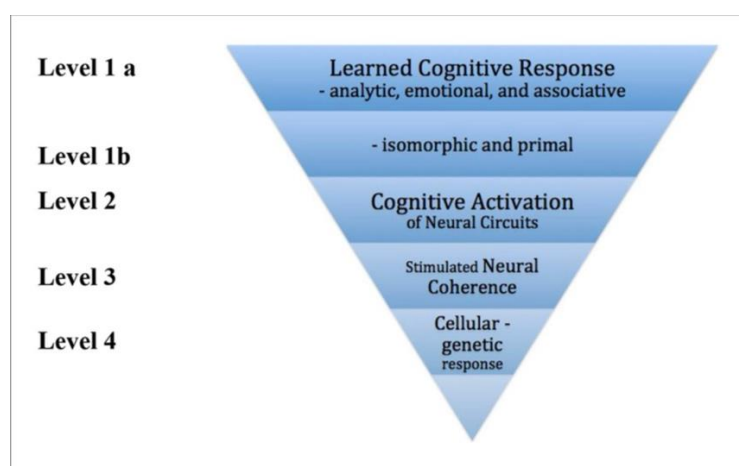 Level 1 a
Learned Cognitive Response
- analytic, emotional, and associative
Level 1b
- isomorphic and primal
Level 2
Cognitive Activation
of Neural Circuits
Level 3
Stimulated Neural
Coherence
Level 4
Cellular -
genetic
response